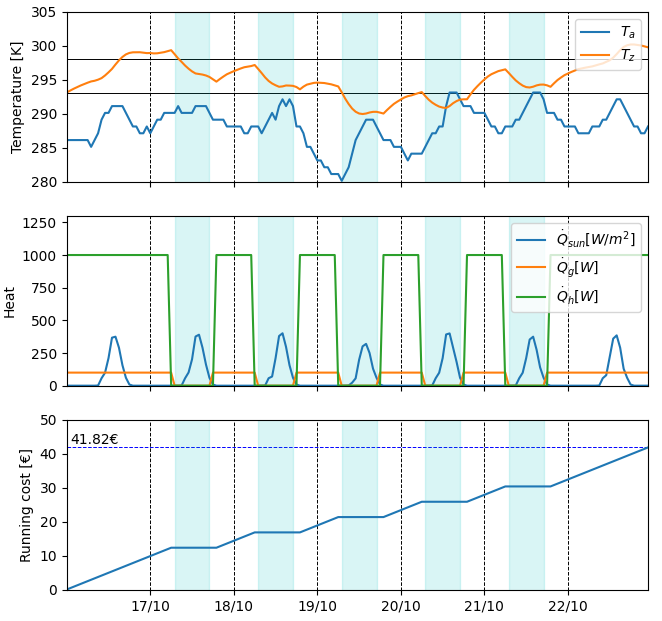 305
300
295
290
285
280
Temperature [K]
T_a
T_z
1250
1000
750
500
250
0
Heat
Q̇_sun[W/m²]
Q̇_g[W]
Q̇_h[W]
50
40
30
20
10
0
Running cost [€]
41.82€
17/10 18/10 19/10 20/10 21/10 22/10